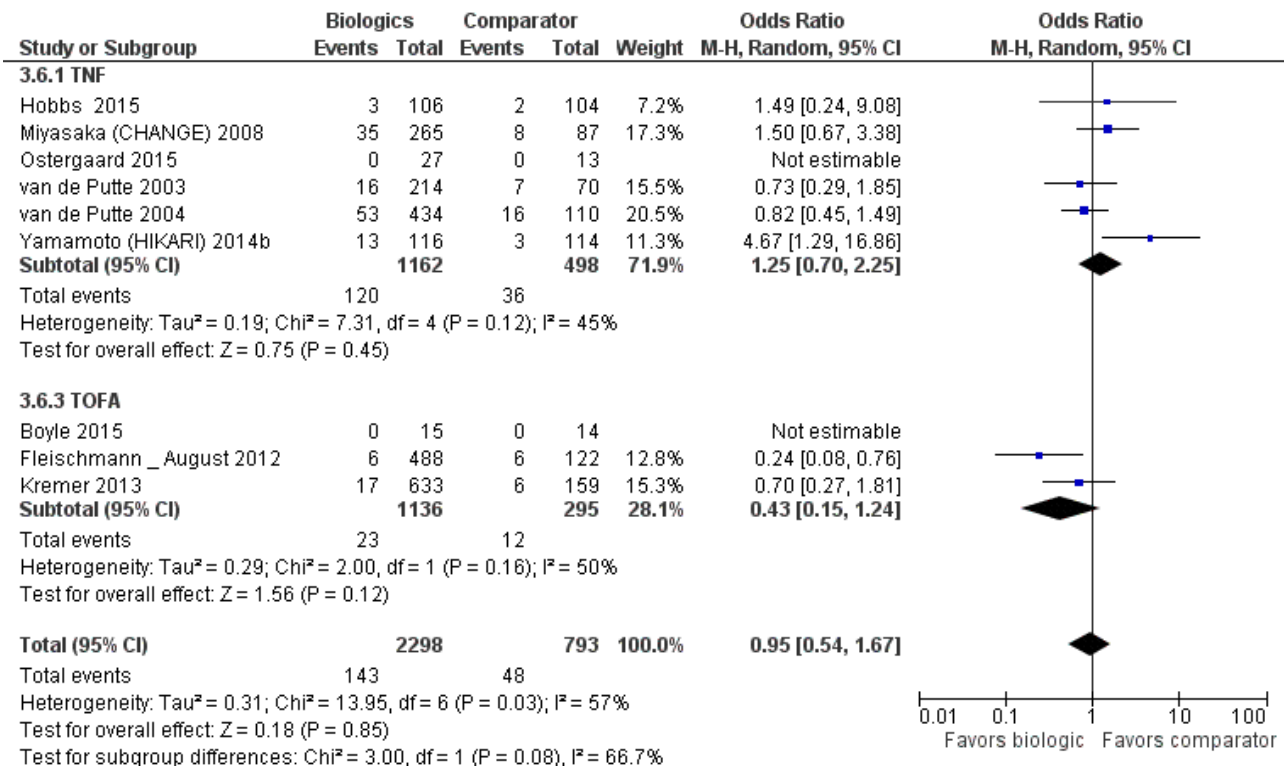 Biologics Comparator Odds Ratio Odds Ratio
Study or Subgroup Events Total Events Total Weight M-H, Random, 95% CI M-H, Random, 95% CI
3.6.1 TNF
Hobbs 2015 3 106 2 104 7.2% 1.49 [0.24, 9.08]
Miyasaka (CHANGE) 2008 35 265 8 87 17.3% 1.50 [0.67, 3.38]
Ostergaard 2015 0 27 0 13 Not estimable
van de Putte 2003 16 214 7 70 15.5% 0.73 [0.29, 1.85]
van de Putte 2004 53 434 16 110 20.5% 0.82 [0.45, 1.49]
Yamamoto (HIKARI) 2014b 13 116 3 114 11.3% 4.67 [1.29, 16.86]
Subtotal (95% CI) 1162 498 71.9% 1.25 [0.70, 2.25]
Total events 120 36
Heterogeneity: Tau² = 0.19; Chi² = 7.31, df = 4 (P = 0.12); I² = 45%
Test for overall effect: Z = 0.75 (P = 0.45)
3.6.3 TOFA
Boyle 2015 0 15 0 14 Not estimable
Fleischmann _ August 2012 6 488 6 122 12.8% 0.24 [0.08, 0.76]
Kremer 2013 17 633 6 159 15.3% 0.70 [0.27, 1.81]
Subtotal (95% CI) 1136 295 28.1% 0.43 [0.15, 1.24]
Total events 23 12
Heterogeneity: Tau² = 0.29; Chi² = 2.00, df = 1 (P = 0.16); I² = 50%
Test for overall effect: Z = 1.56 (P = 0.12)
Total (95% CI) 2298 793 100.0% 0.95 [0.54, 1.67]
Total events 143 48
Heterogeneity: Tau² = 0.31; Chi² = 13.95, df = 6 (P = 0.03); I² = 57%
Test for overall effect: Z = 0.18 (P = 0.85)
Test for subgroup differences: Chi² = 3.00, df = 1 (P = 0.08), I² = 66.7%
0.01 0.1 1 10 100
Favors biologic Favors comparator